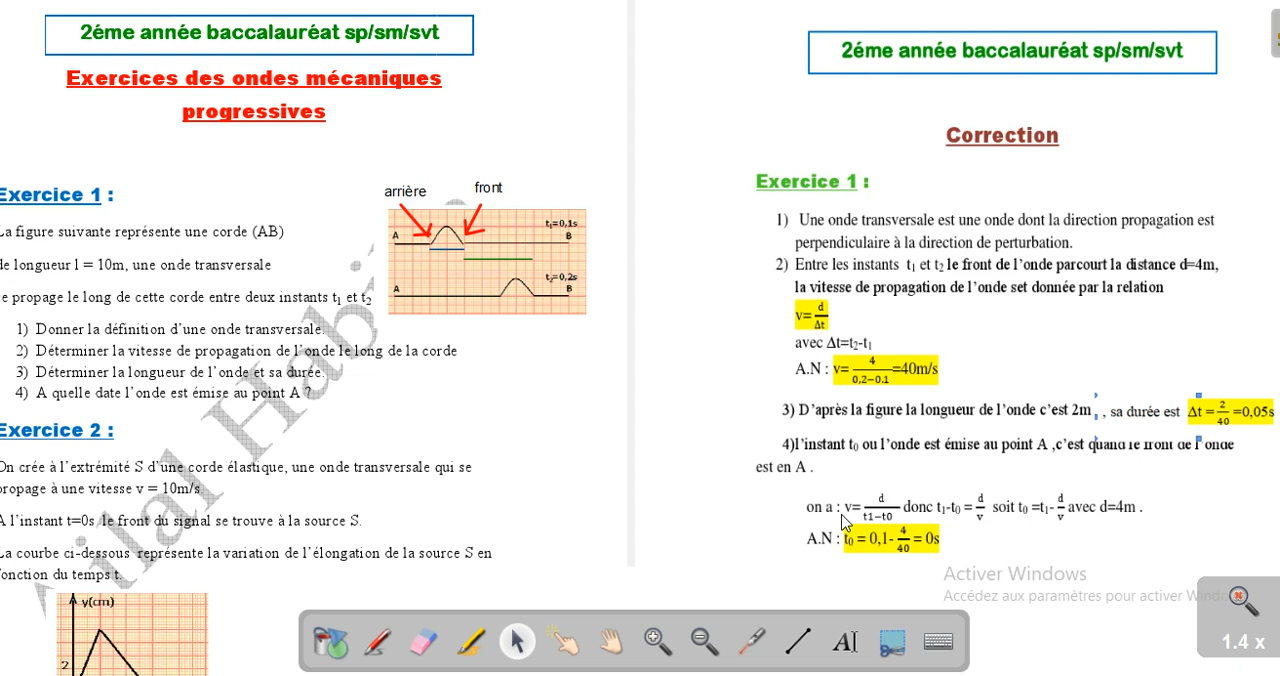 2éme année baccalauréat sp/sm/svt
Exercices des ondes mécaniques
progressives
Exercice 1 :
La figure suivante représente une corde (AB)
de longueur l = 10m, une onde transversale
se propage le long de cette corde entre deux instants t1 et t2
arrière
front
t1=0,1s
A
B
t2=0,2s
A
B
1) Donner la définition d'une onde transversale.
2) Déterminer la vitesse de propagation de l'onde le long de la corde
3) Déterminer la longueur de l'onde et sa durée.
4) A quelle date l'onde est émise au point A ?
Exercice 2 :
On crée à l'extrémité S d'une corde élastique, une onde transversale qui se
propage à une vitesse v = 10m/s
A l'instant t=0s le front du signal se trouve à la source S.
La courbe ci-dessous représente la variation de l'élongation de la source S en
fonction du temps t.
y(cm)
2
Hilal Hab
2éme année baccalauréat sp/sm/svt
Correction
Exercice 1 :
1) Une onde transversale est une onde dont la direction propagation est
perpendiculaire à la direction de perturbation.
2) Entre les instants t1 et t2 le front de l'onde parcourt la distance d=4m,
la vitesse de propagation de l'onde set donnée par la relation
v= d/Δt
avec Δt=t2-t1
A.N : v= 4/0,2-0.1 =40m/s
3) D'après la figure la longueur de l'onde c'est 2m , sa durée est Δt = 2/40 =0,05s
4)l'instant t0 ou l'onde est émise au point A ,c'est quand le front de l'onde
est en A .
on a : v= d/t1−t0 donc t1-t0 = d/v soit t0 =t1- d/v avec d=4m .
A.N : t0 = 0,1- 4/40 = 0s
Activer Windows
Accédez aux paramètres pour activer Windo
AI
1.4 x